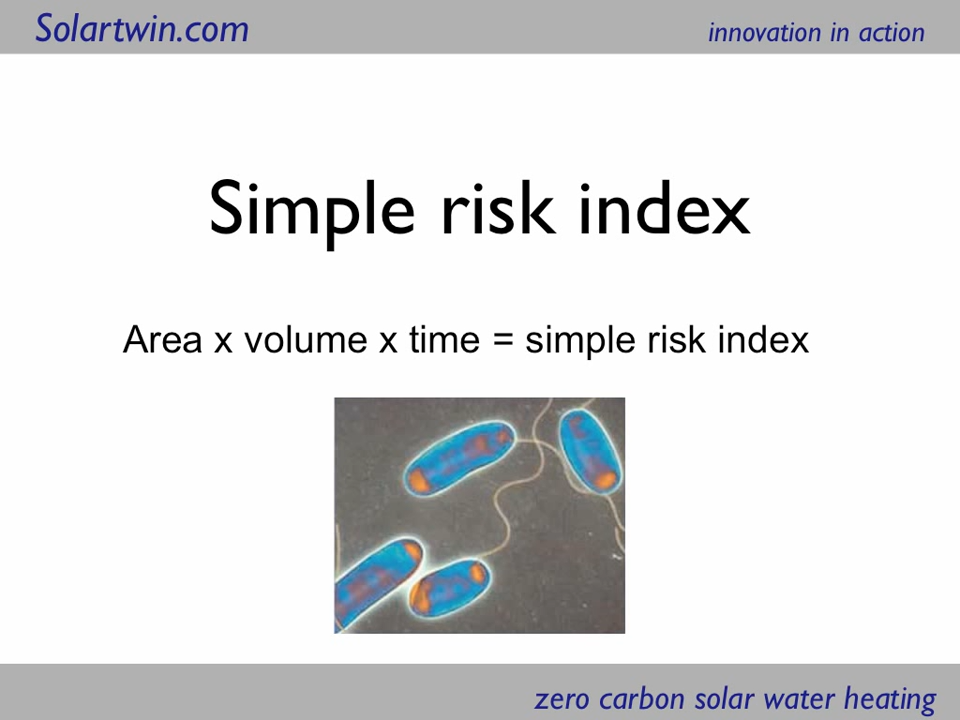 Solartwin.com
innovation in action
Simple risk index
Area x volume x time = simple risk index
zero carbon solar water heating